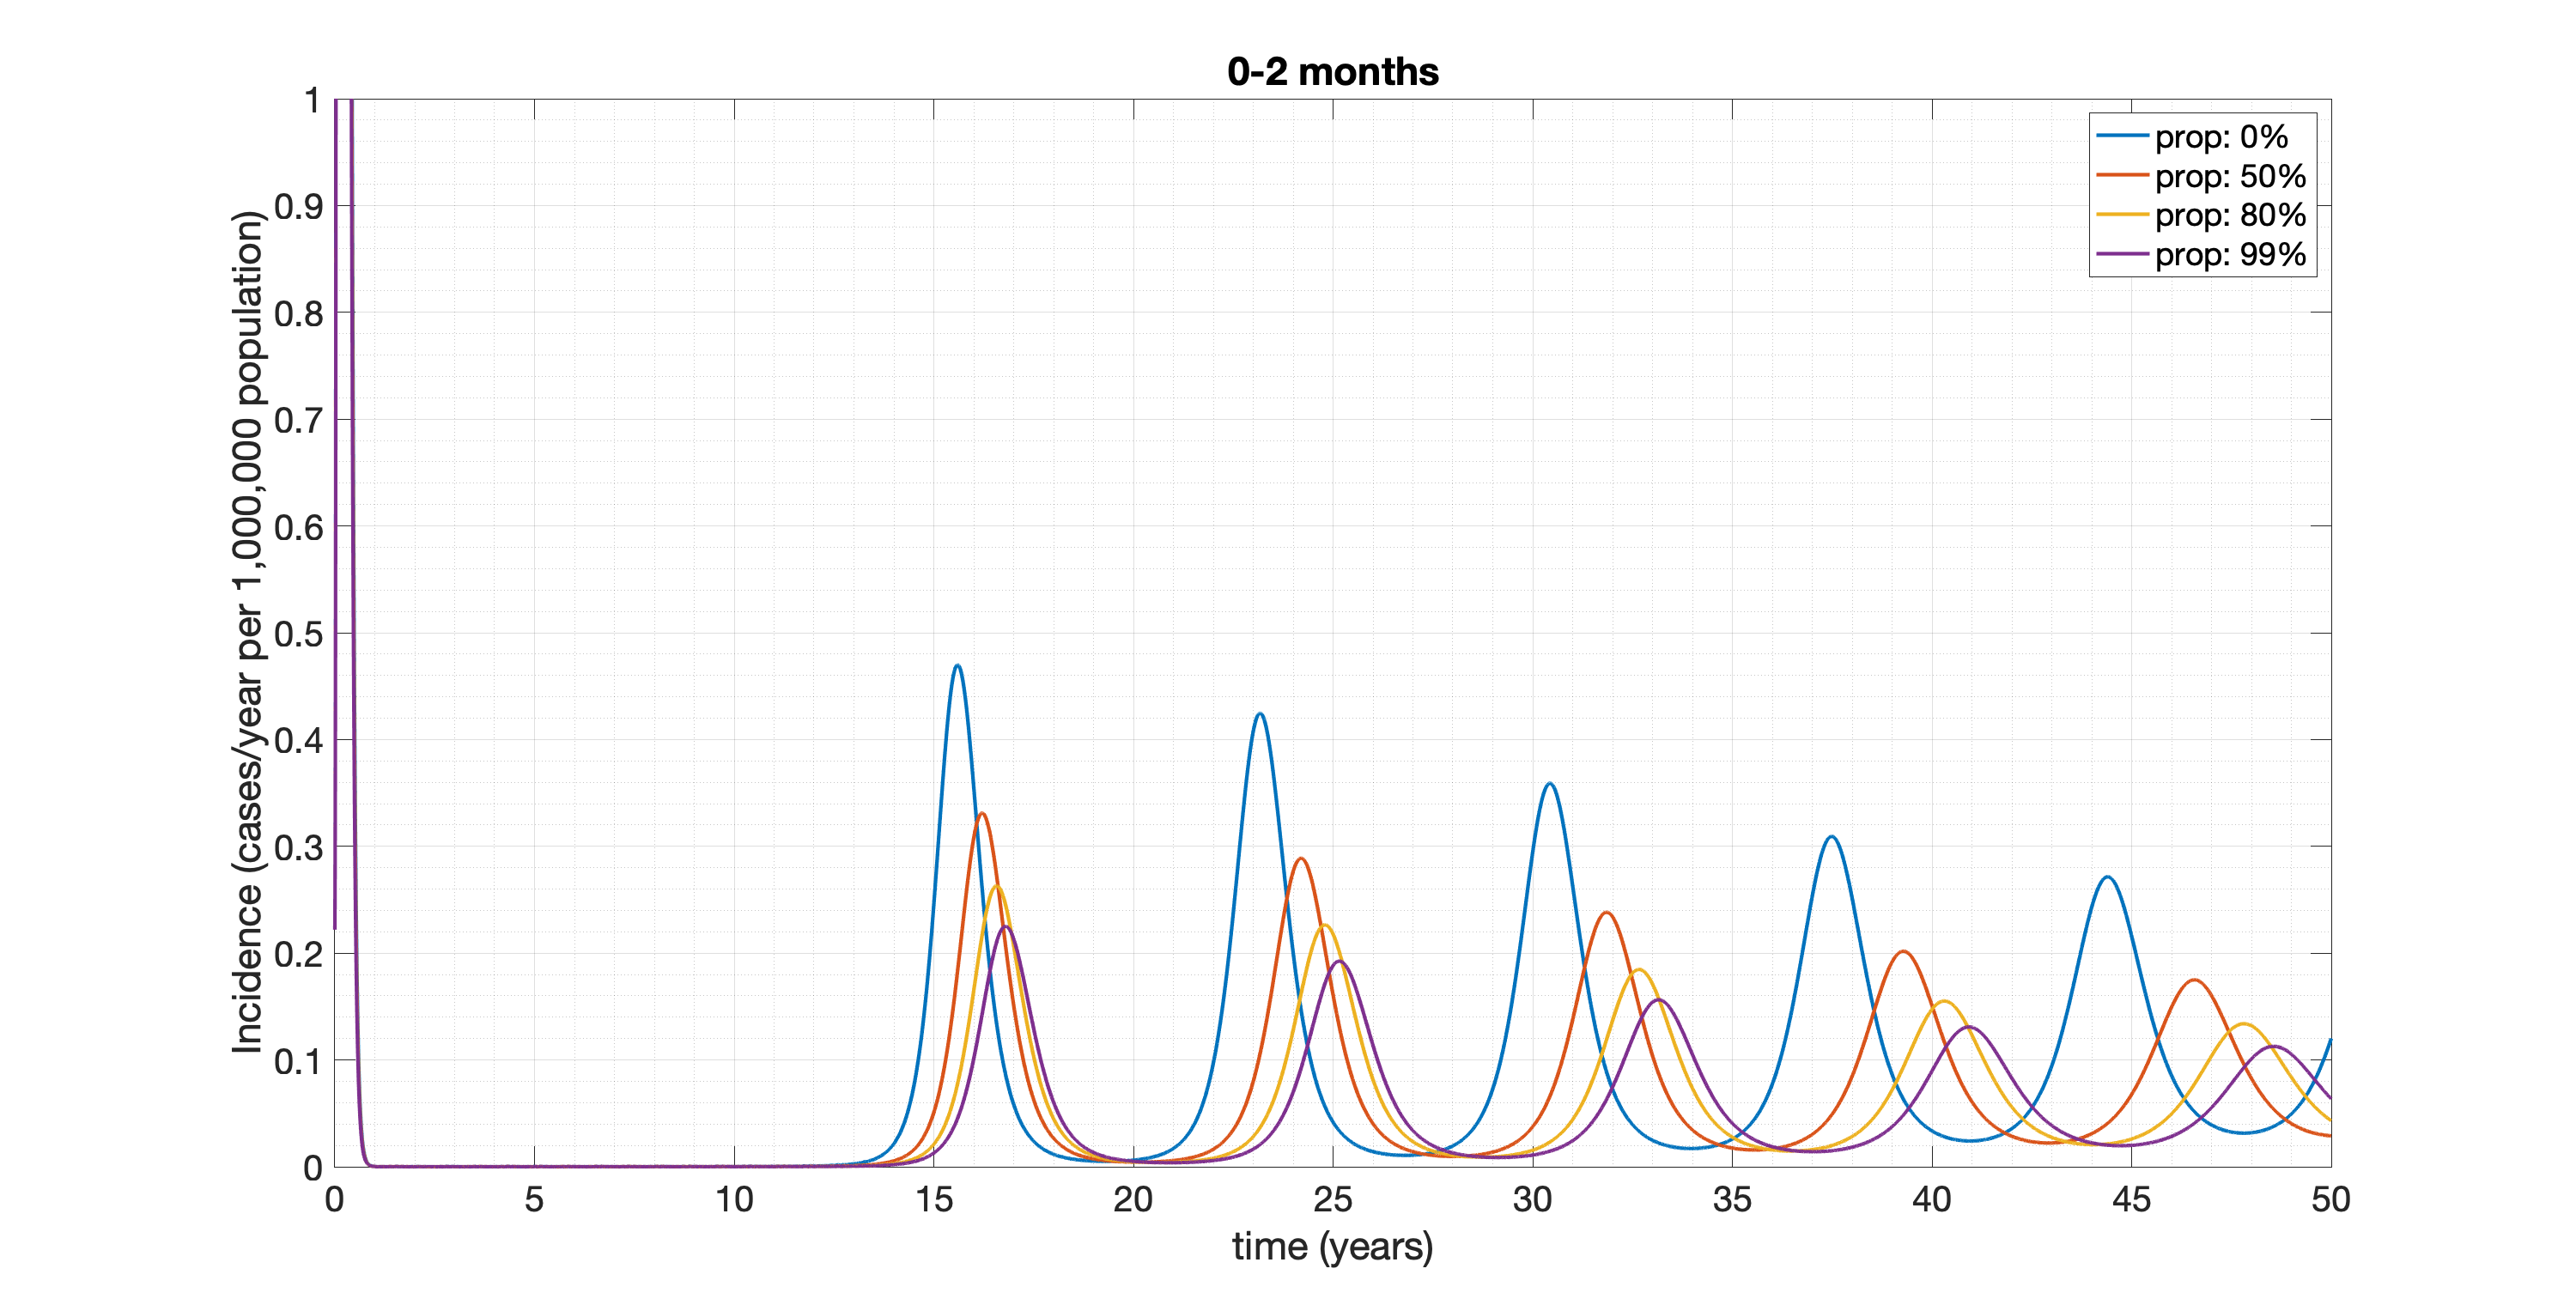 0-2 months
Incidence (cases/year per 1,000,000 population)
1
0.9
0.8
0.7
0.6
0.5
0.4
0.3
0.2
0.1
0
prop: 0%
prop: 50%
prop: 80%
prop: 99%
0 5 10 15 20 25 30 35 40 45 50
time (years)